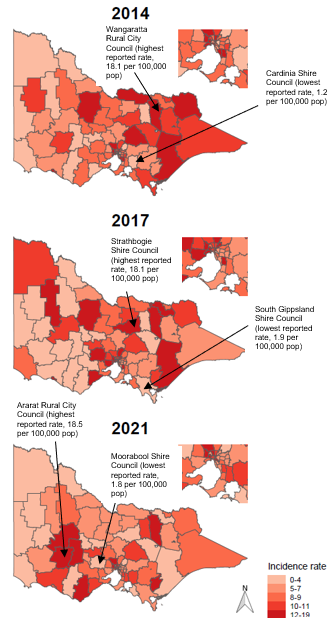 2014
Wangaratta
Rural City
Council (highest
reported rate,
18.1 per 100,000
pop)
Cardinia Shire
Council (lowest
reported rate, 1.2
per 100,000 pop)
2017
Strathbogie
Shire Council
(highest reported
rate, 18.1 per
100,000 pop)
South Gippsland
Shire Council
(lowest reported
rate, 1.9 per
100,000 pop)
Ararat Rural City
Council (highest
reported rate, 18.5
per 100,000 pop)
2021
Moorabool Shire
Council (lowest
reported rate,
1.8 per 100,000
pop)
Incidence rate
0-4
5-7
8-9
10-11
12-19
N